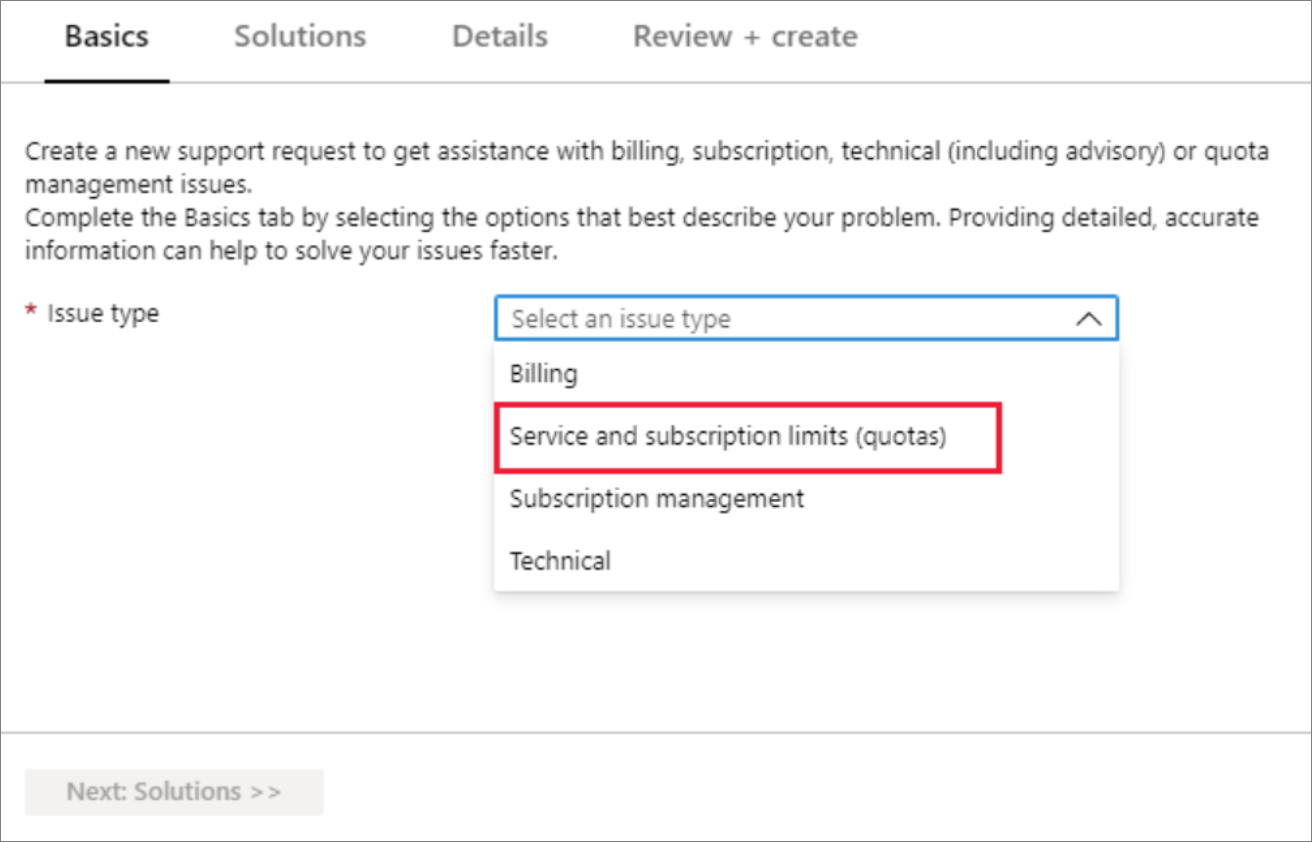 Basics Solutions Details Review + create
Create a new support request to get assistance with billing, subscription, technical (including advisory) or quota
management issues.
Complete the Basics tab by selecting the options that best describe your problem. Providing detailed, accurate
information can help to solve your issues faster.
* Issue type Select an issue type
Billing
Service and subscription limits (quotas)
Subscription management
Technical
Next: Solutions >>